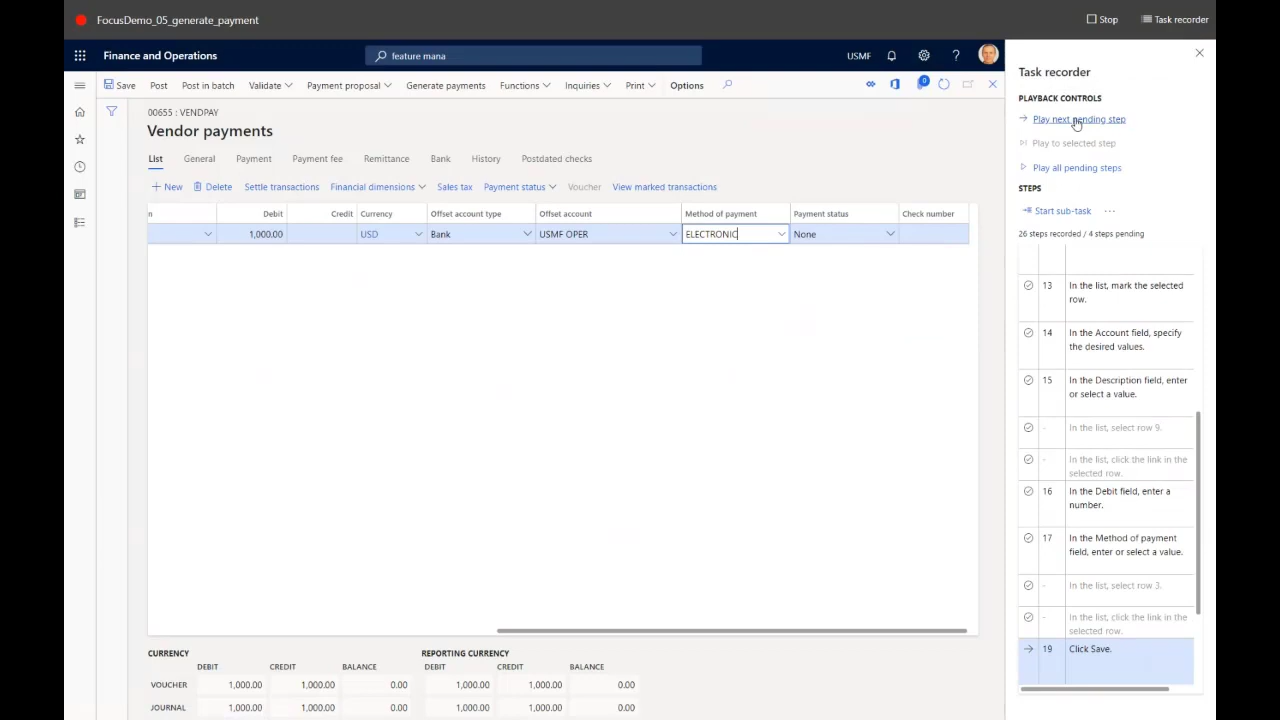 FocusDemo_05_generate_payment
Stop
Task recorder
Finance and Operations
feature mana
USMF
?
Save
Post
Post in batch
Validate
Payment proposal
Generate payments
Functions
Inquiries
Print
Options
0
00655 : VENDPAY
Vendor payments
List
General
Payment
Payment fee
Remittance
Bank
History
Postdated checks
New
Delete
Settle transactions
Financial dimensions
Sales tax
Payment status
Voucher
View marked transactions
n
Debit
Credit
Currency
Offset account type
Offset account
Method of payment
Payment status
Check number
1,000.00
USD
Bank
USMF OPER
ELECTRONIC
None
CURRENCY
REPORTING CURRENCY
DEBIT
CREDIT
BALANCE
DEBIT
CREDIT
BALANCE
VOUCHER
1,000.00
1,000.00
0.00
1,000.00
1,000.00
0.00
JOURNAL
1,000.00
1,000.00
0.00
1,000.00
1,000.00
0.00
Task recorder
PLAYBACK CONTROLS
Play next pending step
Play to selected step
Play all pending steps
STEPS
Start sub-task
...
26 steps recorded / 4 steps pending
13
In the list, mark the selected
row.
14
In the Account field, specify
the desired values.
15
In the Description field, enter
or select a value.
-
In the list, select row 9.
-
In the list, click the link in the
selected row.
16
In the Debit field, enter a
number.
17
In the Method of payment
field, enter or select a value.
-
In the list, select row 3.
-
In the list, click the link in the
selected row.
19
Click Save.